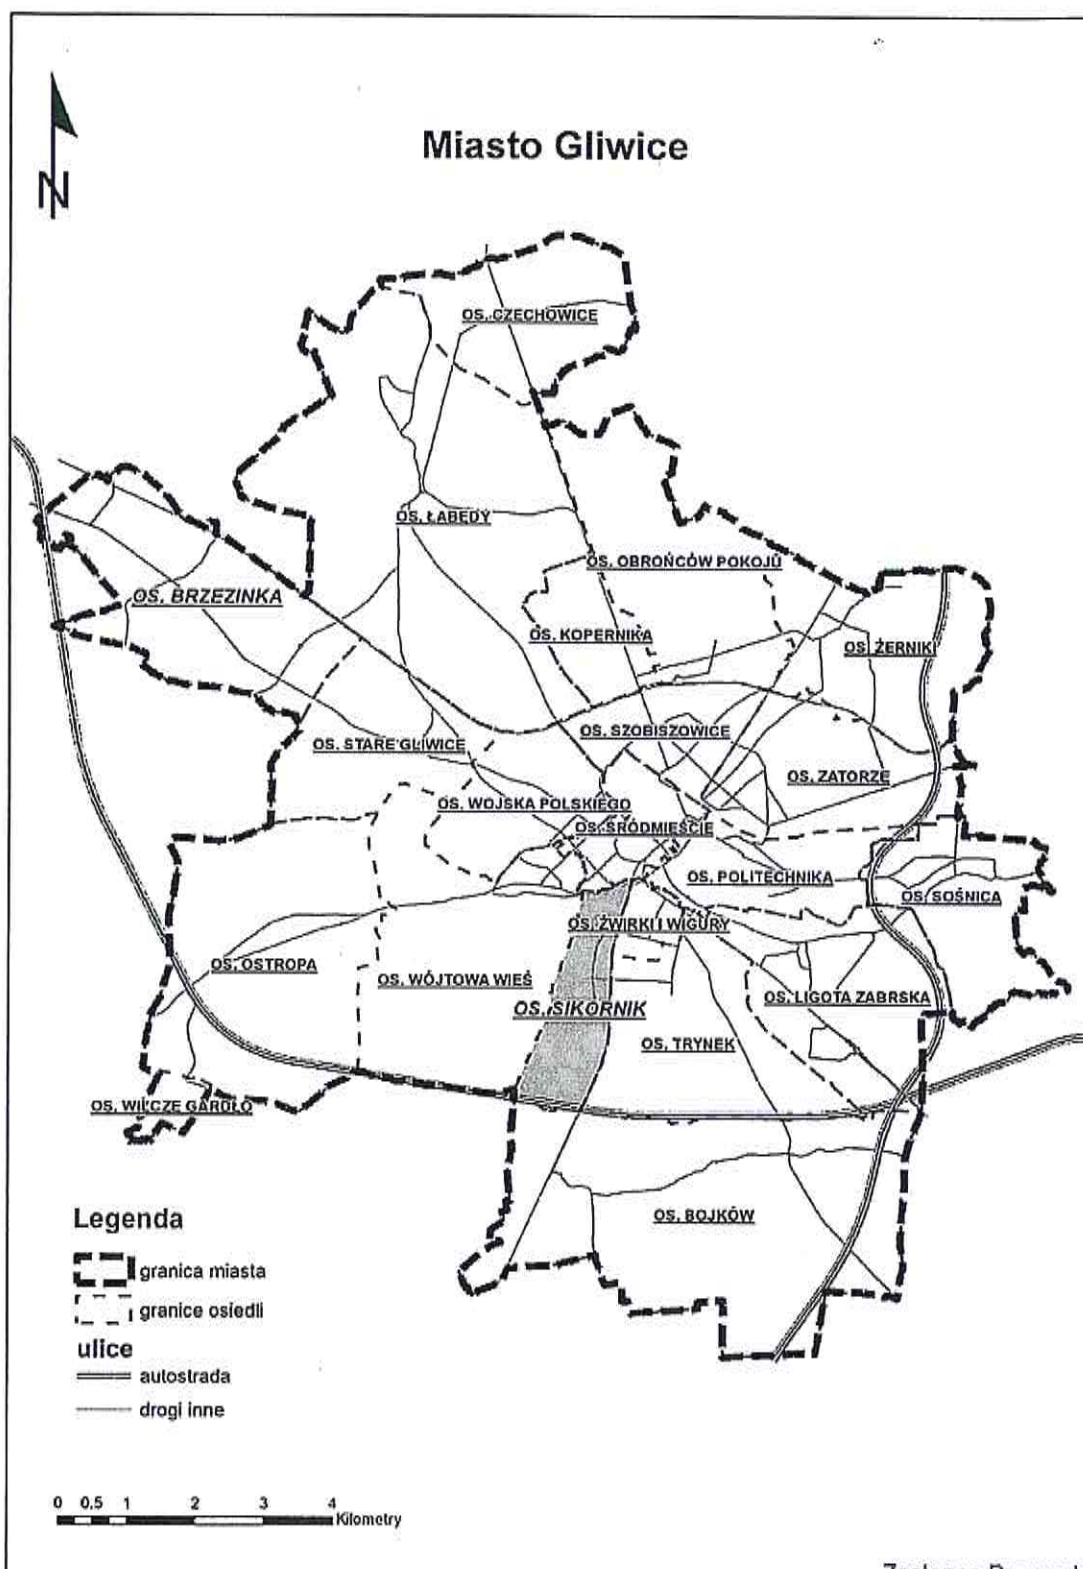 Miasto Gliwice
N
OS. CZECHOWICE
OS. ŁABĘDY
OS. OBROŃCÓW POKOJU
OS. BRZEZINKA
OS. KOPERNIKA
OS. ŻERNIKI
OS. SZOBISZOWICE
OS. STARE GLIWICE
OS. ZATORZE
OS. WOJSKA POLSKIEGO
OS. ŚRÓDMIEŚCIE
OS. POLITECHNIKA
OS. SOŚNICA
OS. ŻWIRKI I WIGURY
OS. OSTROPA
OS. WÓJTOWA WIEŚ
OS. LIGOTA ZABRSKA
OS. SIKORNIK
OS. TRYNEK
OS. WILCZE GARDŁO
OS. BOJKÓW
Legenda
granica miasta
granice osiedli
ulice
autostrada
drogi inne
0 0.5 1 2 3 4
Kilometry